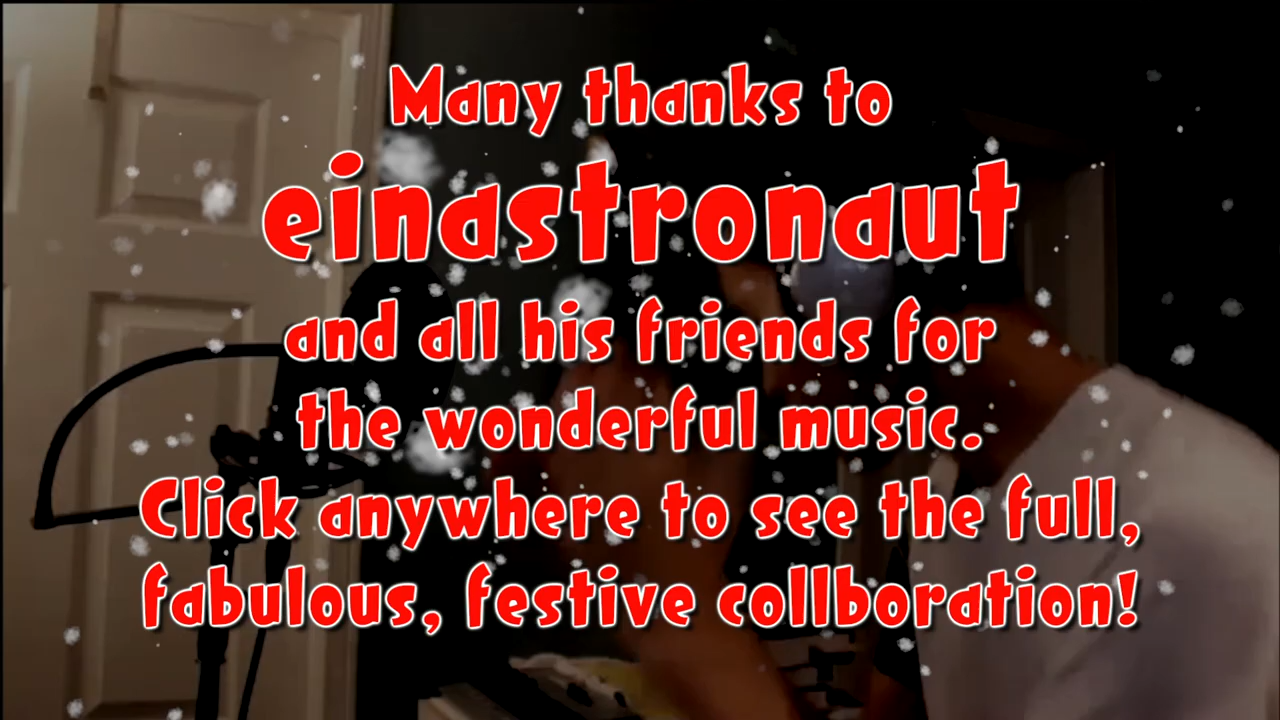 Many thanks to
einastronaut
and all his friends for
the wonderful music.
Click anywhere to see the full,
fabulous, festive collboration!